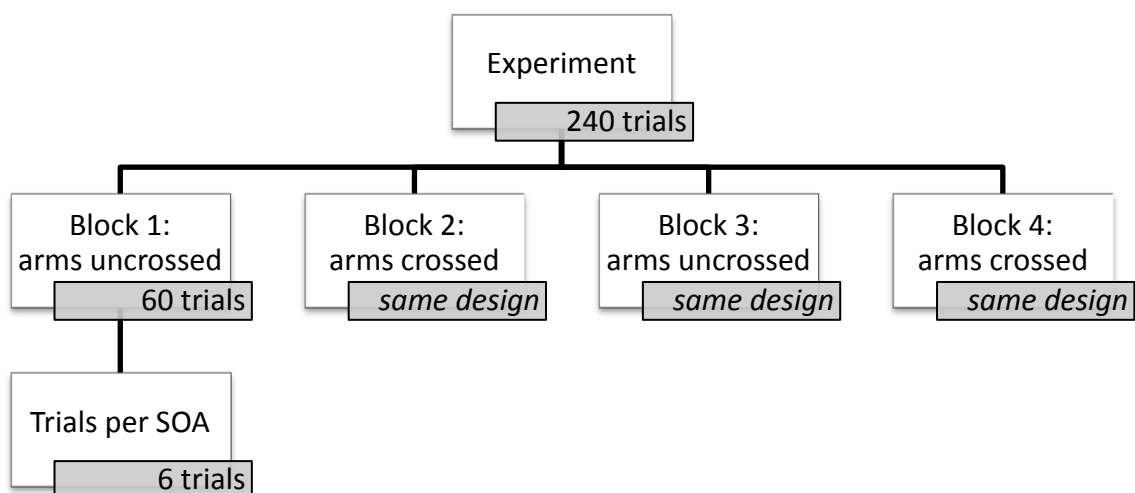 Experiment
240 trials
Block 1:
arms uncrossed
60 trials
Block 2:
arms crossed
same design
Block 3:
arms uncrossed
same design
Block 4:
arms crossed
same design
Trials per SOA
6 trials